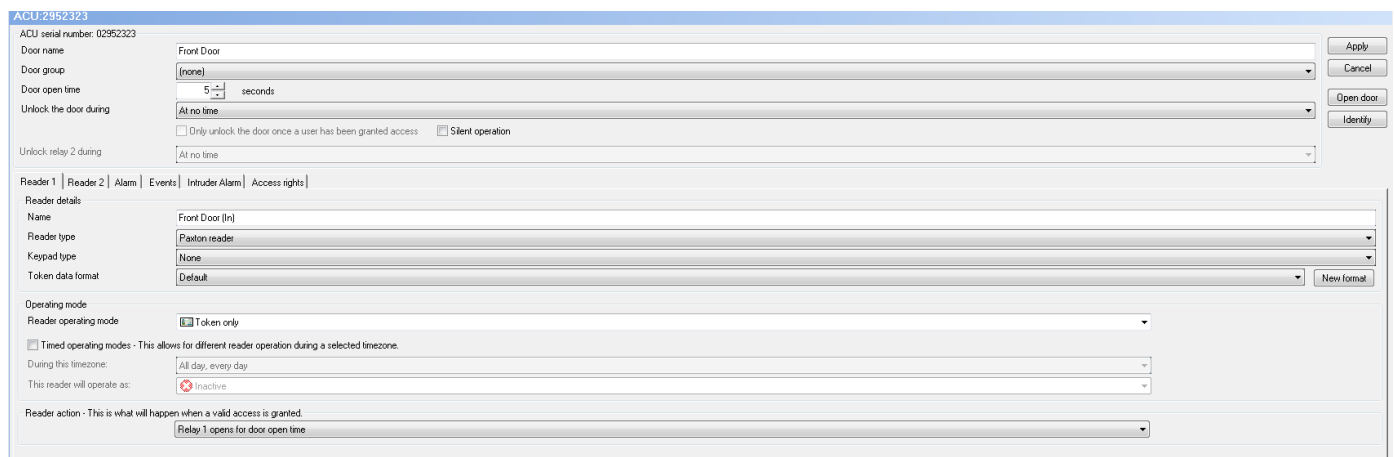 ACU:2952323
ACU serial number: 02952323
Door name Front Door
Apply
Door group (none)
Cancel
Door open time 5 seconds
Open door
Unlock the door during At no time
Identify
Only unlock the door once a user has been granted access Silent operation
Unlock relay 2 during At no time
Reader 1 Reader 2 Alarm Events Intruder Alarm Access rights
Reader details
Name Front Door (In)
Reader type Paxton reader
Keypad type None
Token data format Default New format
Operating mode
Reader operating mode Token only
Timed operating modes - This allows for different reader operation during a selected timezone.
During this timezone: All day, every day
This reader will operate as: Inactive
Reader action - This is what will happen when a valid access is granted.
Relay 1 opens for door open time